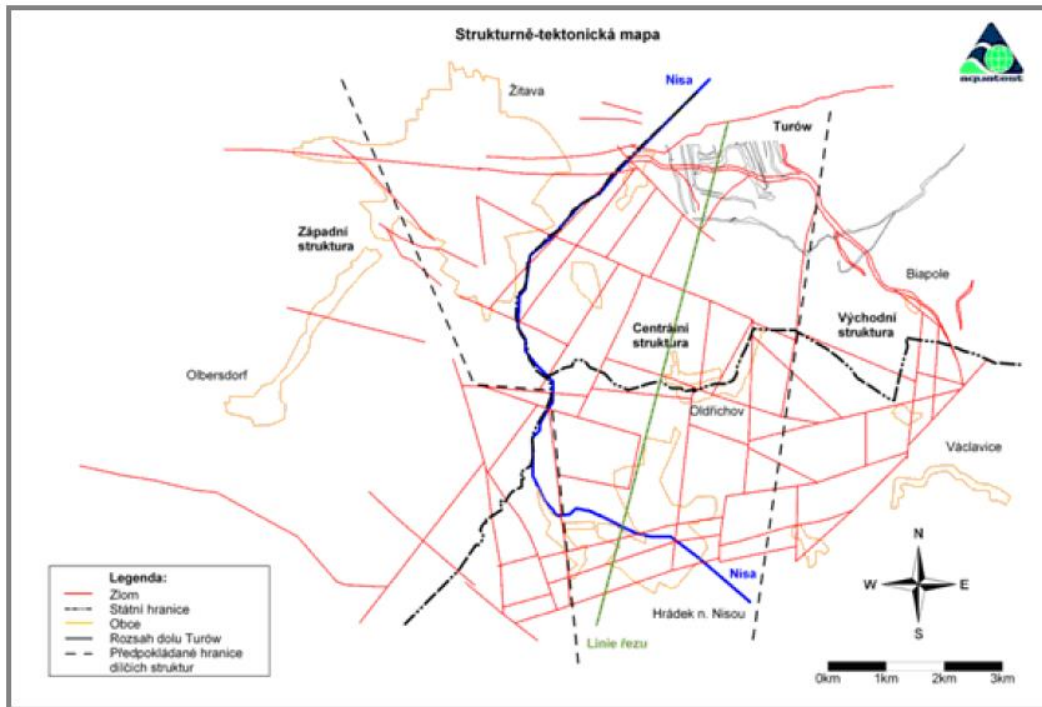 Strukturně-tektonická mapa
aquatest
Nisa
Žitava
Turów
Západní
struktura
Biapole
Centrální
struktura
Východní
struktura
Olbersdorf
Oldřichov
Václavice
Nisa
Hrádek n. Nisou
Linie řezu
Legenda:
Zlom
Státní hranice
Obce
Rozsah dolu Turów
Předpokládané hranice
dílčích struktur
N
W
E
S
0km
1km
2km
3km